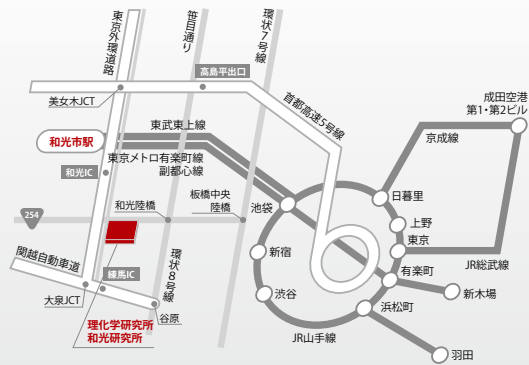 東京外環道路
笹目通り
環状7号線
高島平出口
美女木JCT
首都高速5号線
成田空港
第1・第2ビル
和光市駅
東武東上線
京成線
東京メトロ有楽町線
副都心線
和光IC
日暮里
板橋中央
陸橋
和光陸橋
池袋
上野
254
東京
新宿
関越自動車道
環状8号線
JR総武線
有楽町
練馬IC
新木場
大泉JCT
渋谷
浜松町
谷原
理化学研究所
和光研究所
JR山手線
羽田